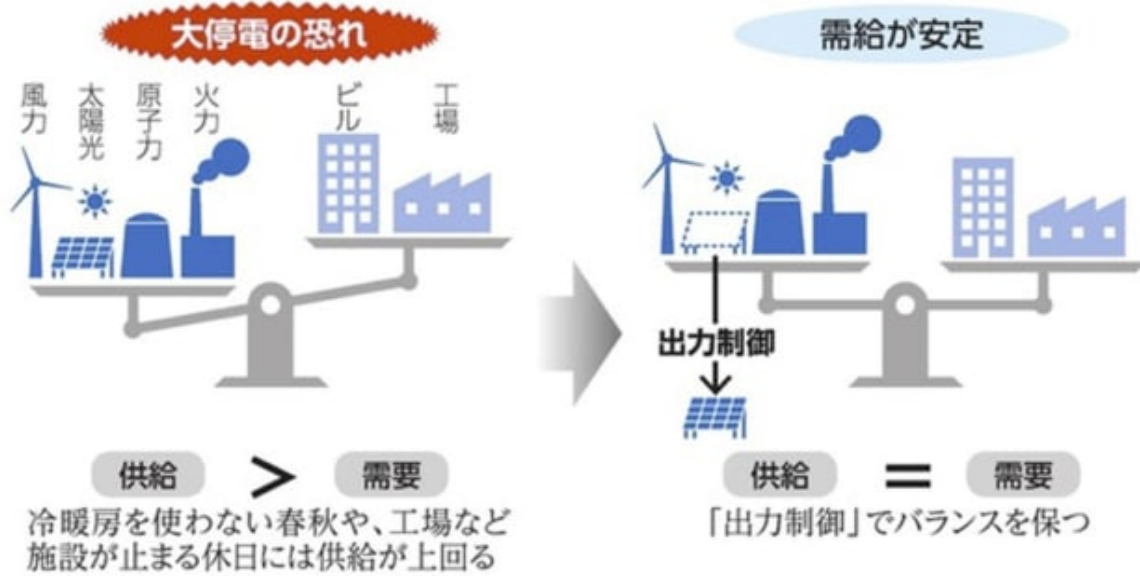 大停電の恐れ
風力
太陽光
原子力
火力
ビル
工場
供給 > 需要
冷暖房を使わない春秋や、工場など
施設が止まる休日には供給が上回る
需給が安定
出力制御
供給 = 需要
「出力制御」でバランスを保つ